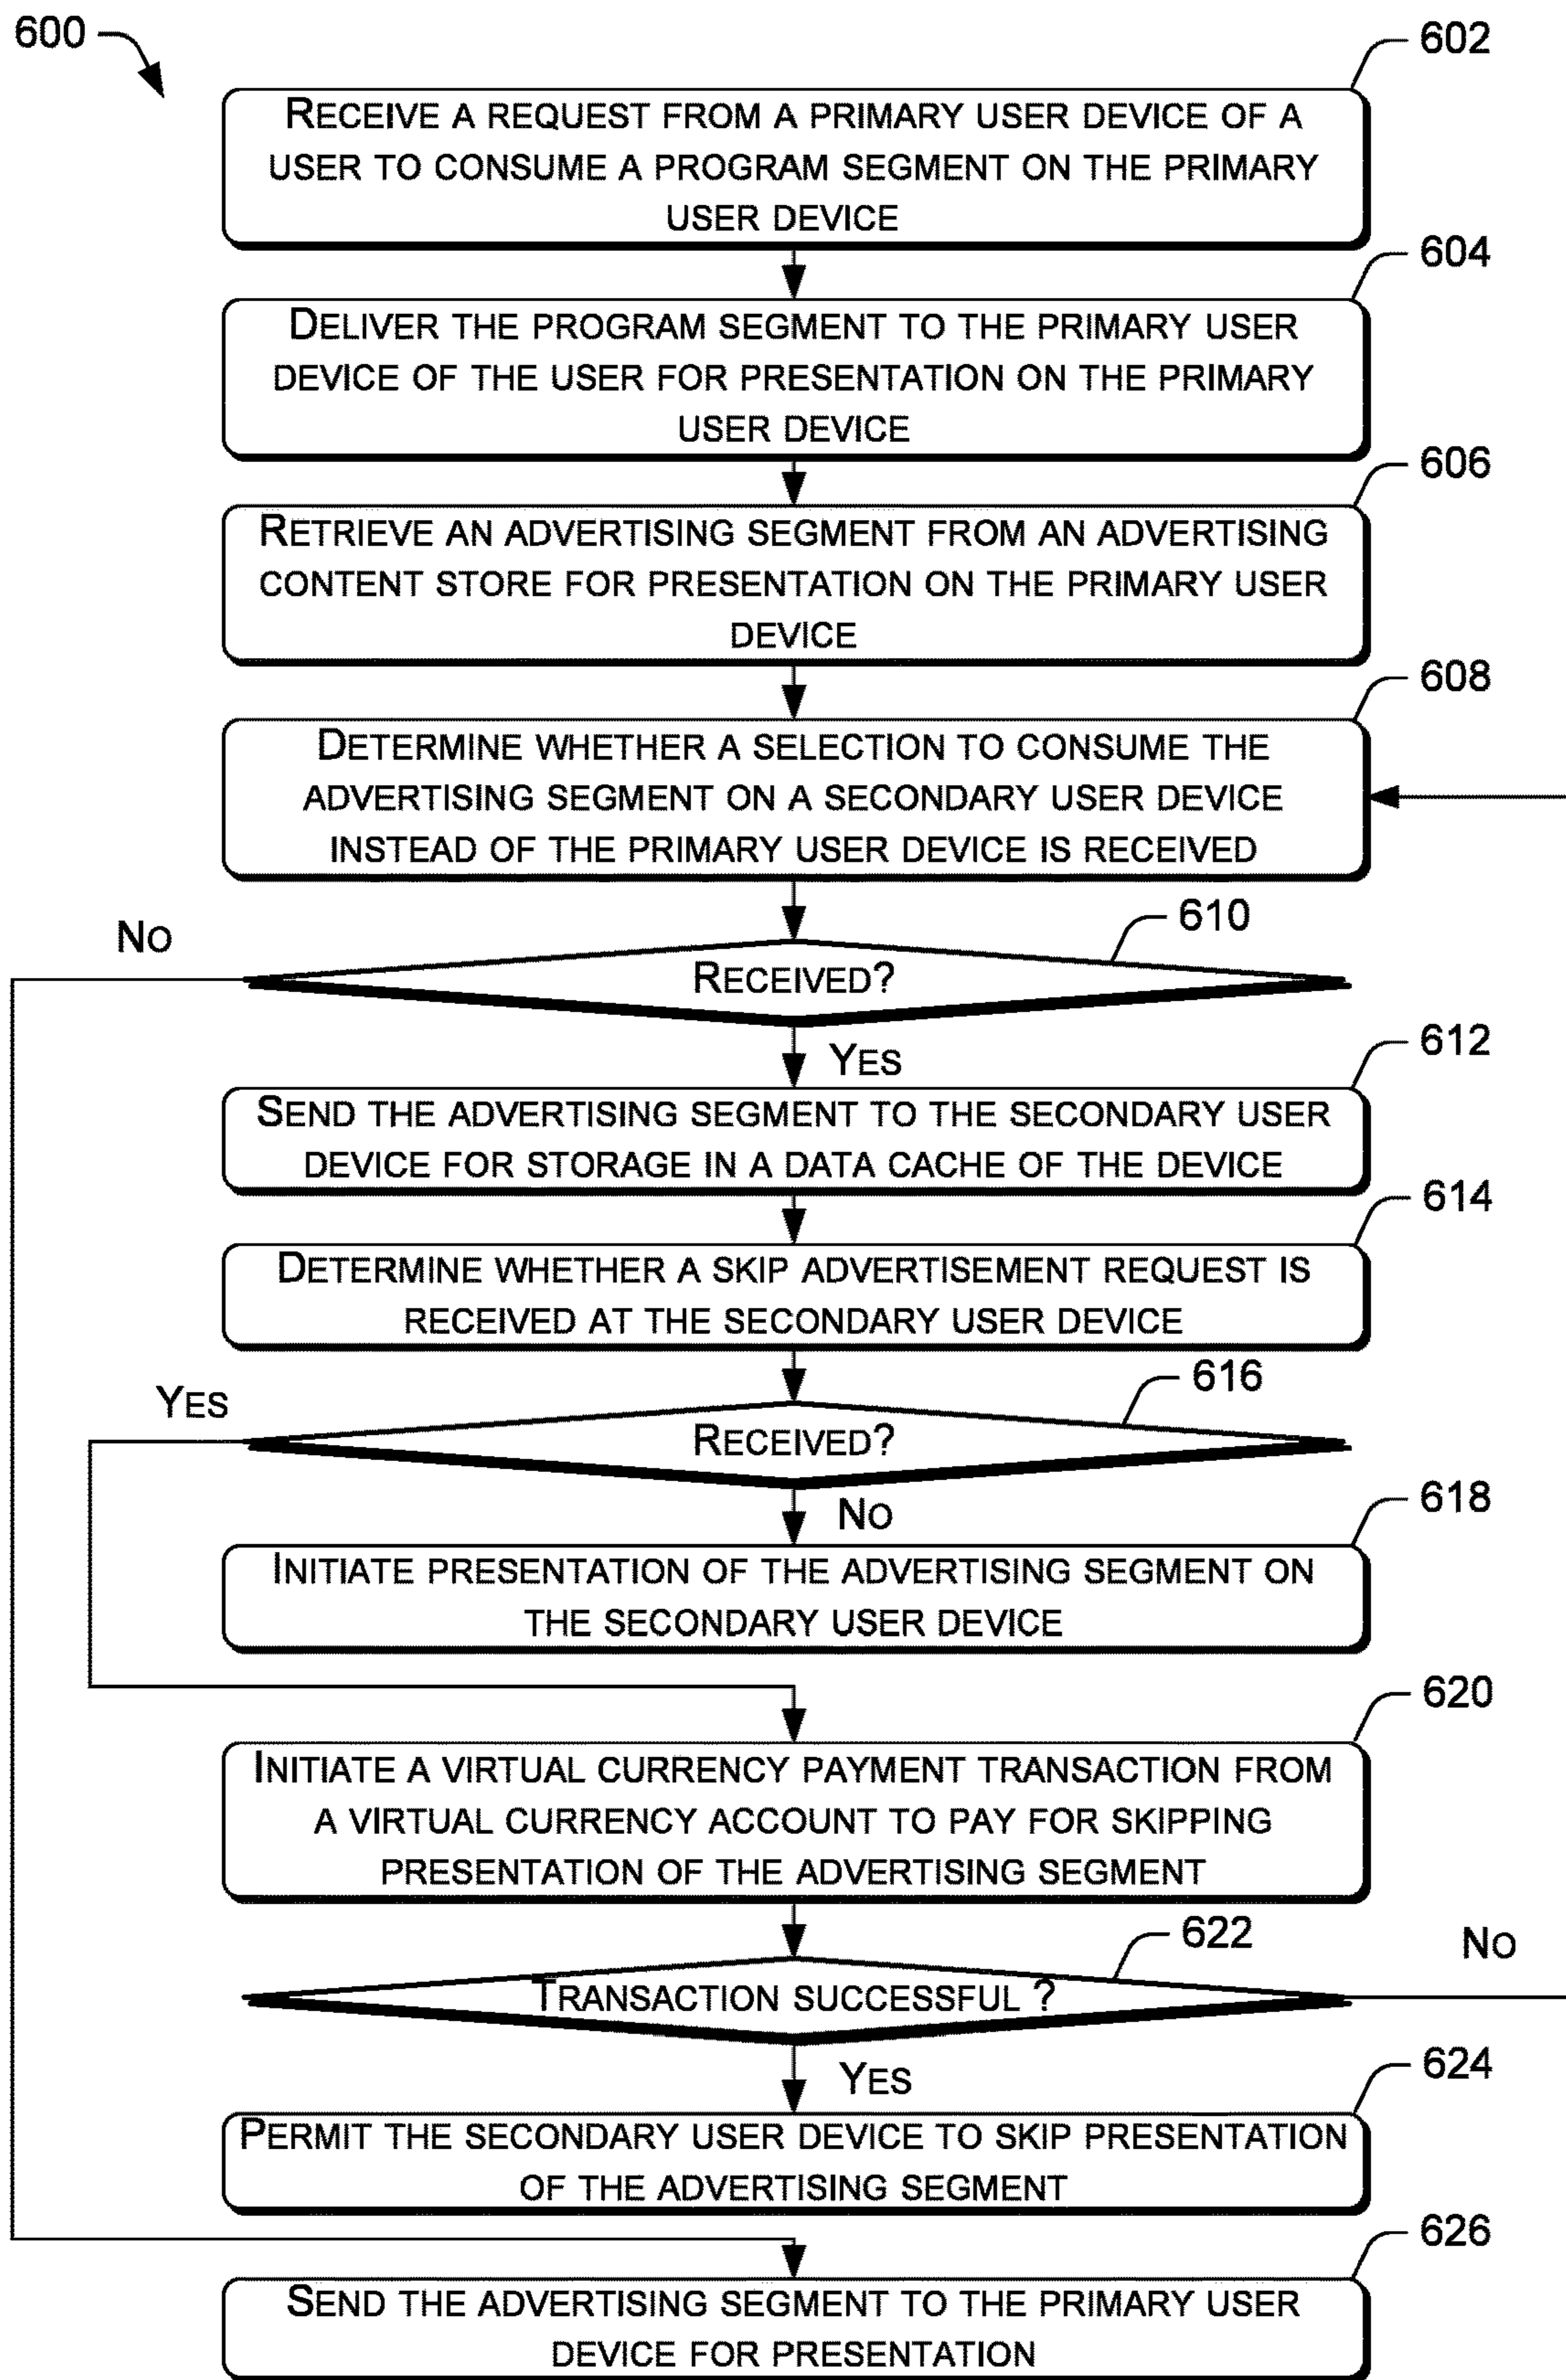 600
602
RECEIVE A REQUEST FROM A PRIMARY USER DEVICE OF A
USER TO CONSUME A PROGRAM SEGMENT ON THE PRIMARY
USER DEVICE
604
DELIVER THE PROGRAM SEGMENT TO THE PRIMARY USER
DEVICE OF THE USER FOR PRESENTATION ON THE PRIMARY
USER DEVICE
606
RETRIEVE AN ADVERTISING SEGMENT FROM AN ADVERTISING
CONTENT STORE FOR PRESENTATION ON THE PRIMARY USER
DEVICE
608
DETERMINE WHETHER A SELECTION TO CONSUME THE
ADVERTISING SEGMENT ON A SECONDARY USER DEVICE
INSTEAD OF THE PRIMARY USER DEVICE IS RECEIVED
610
NO
RECEIVED?
YES
612
SEND THE ADVERTISING SEGMENT TO THE SECONDARY USER
DEVICE FOR STORAGE IN A DATA CACHE OF THE DEVICE
614
DETERMINE WHETHER A SKIP ADVERTISEMENT REQUEST IS
RECEIVED AT THE SECONDARY USER DEVICE
616
YES
RECEIVED?
NO
618
INITIATE PRESENTATION OF THE ADVERTISING SEGMENT ON
THE SECONDARY USER DEVICE
620
INITIATE A VIRTUAL CURRENCY PAYMENT TRANSACTION FROM
A VIRTUAL CURRENCY ACCOUNT TO PAY FOR SKIPPING
PRESENTATION OF THE ADVERTISING SEGMENT
622
NO
TRANSACTION SUCCESSFUL ?
YES
624
PERMIT THE SECONDARY USER DEVICE TO SKIP PRESENTATION
OF THE ADVERTISING SEGMENT
626
SEND THE ADVERTISING SEGMENT TO THE PRIMARY USER
DEVICE FOR PRESENTATION